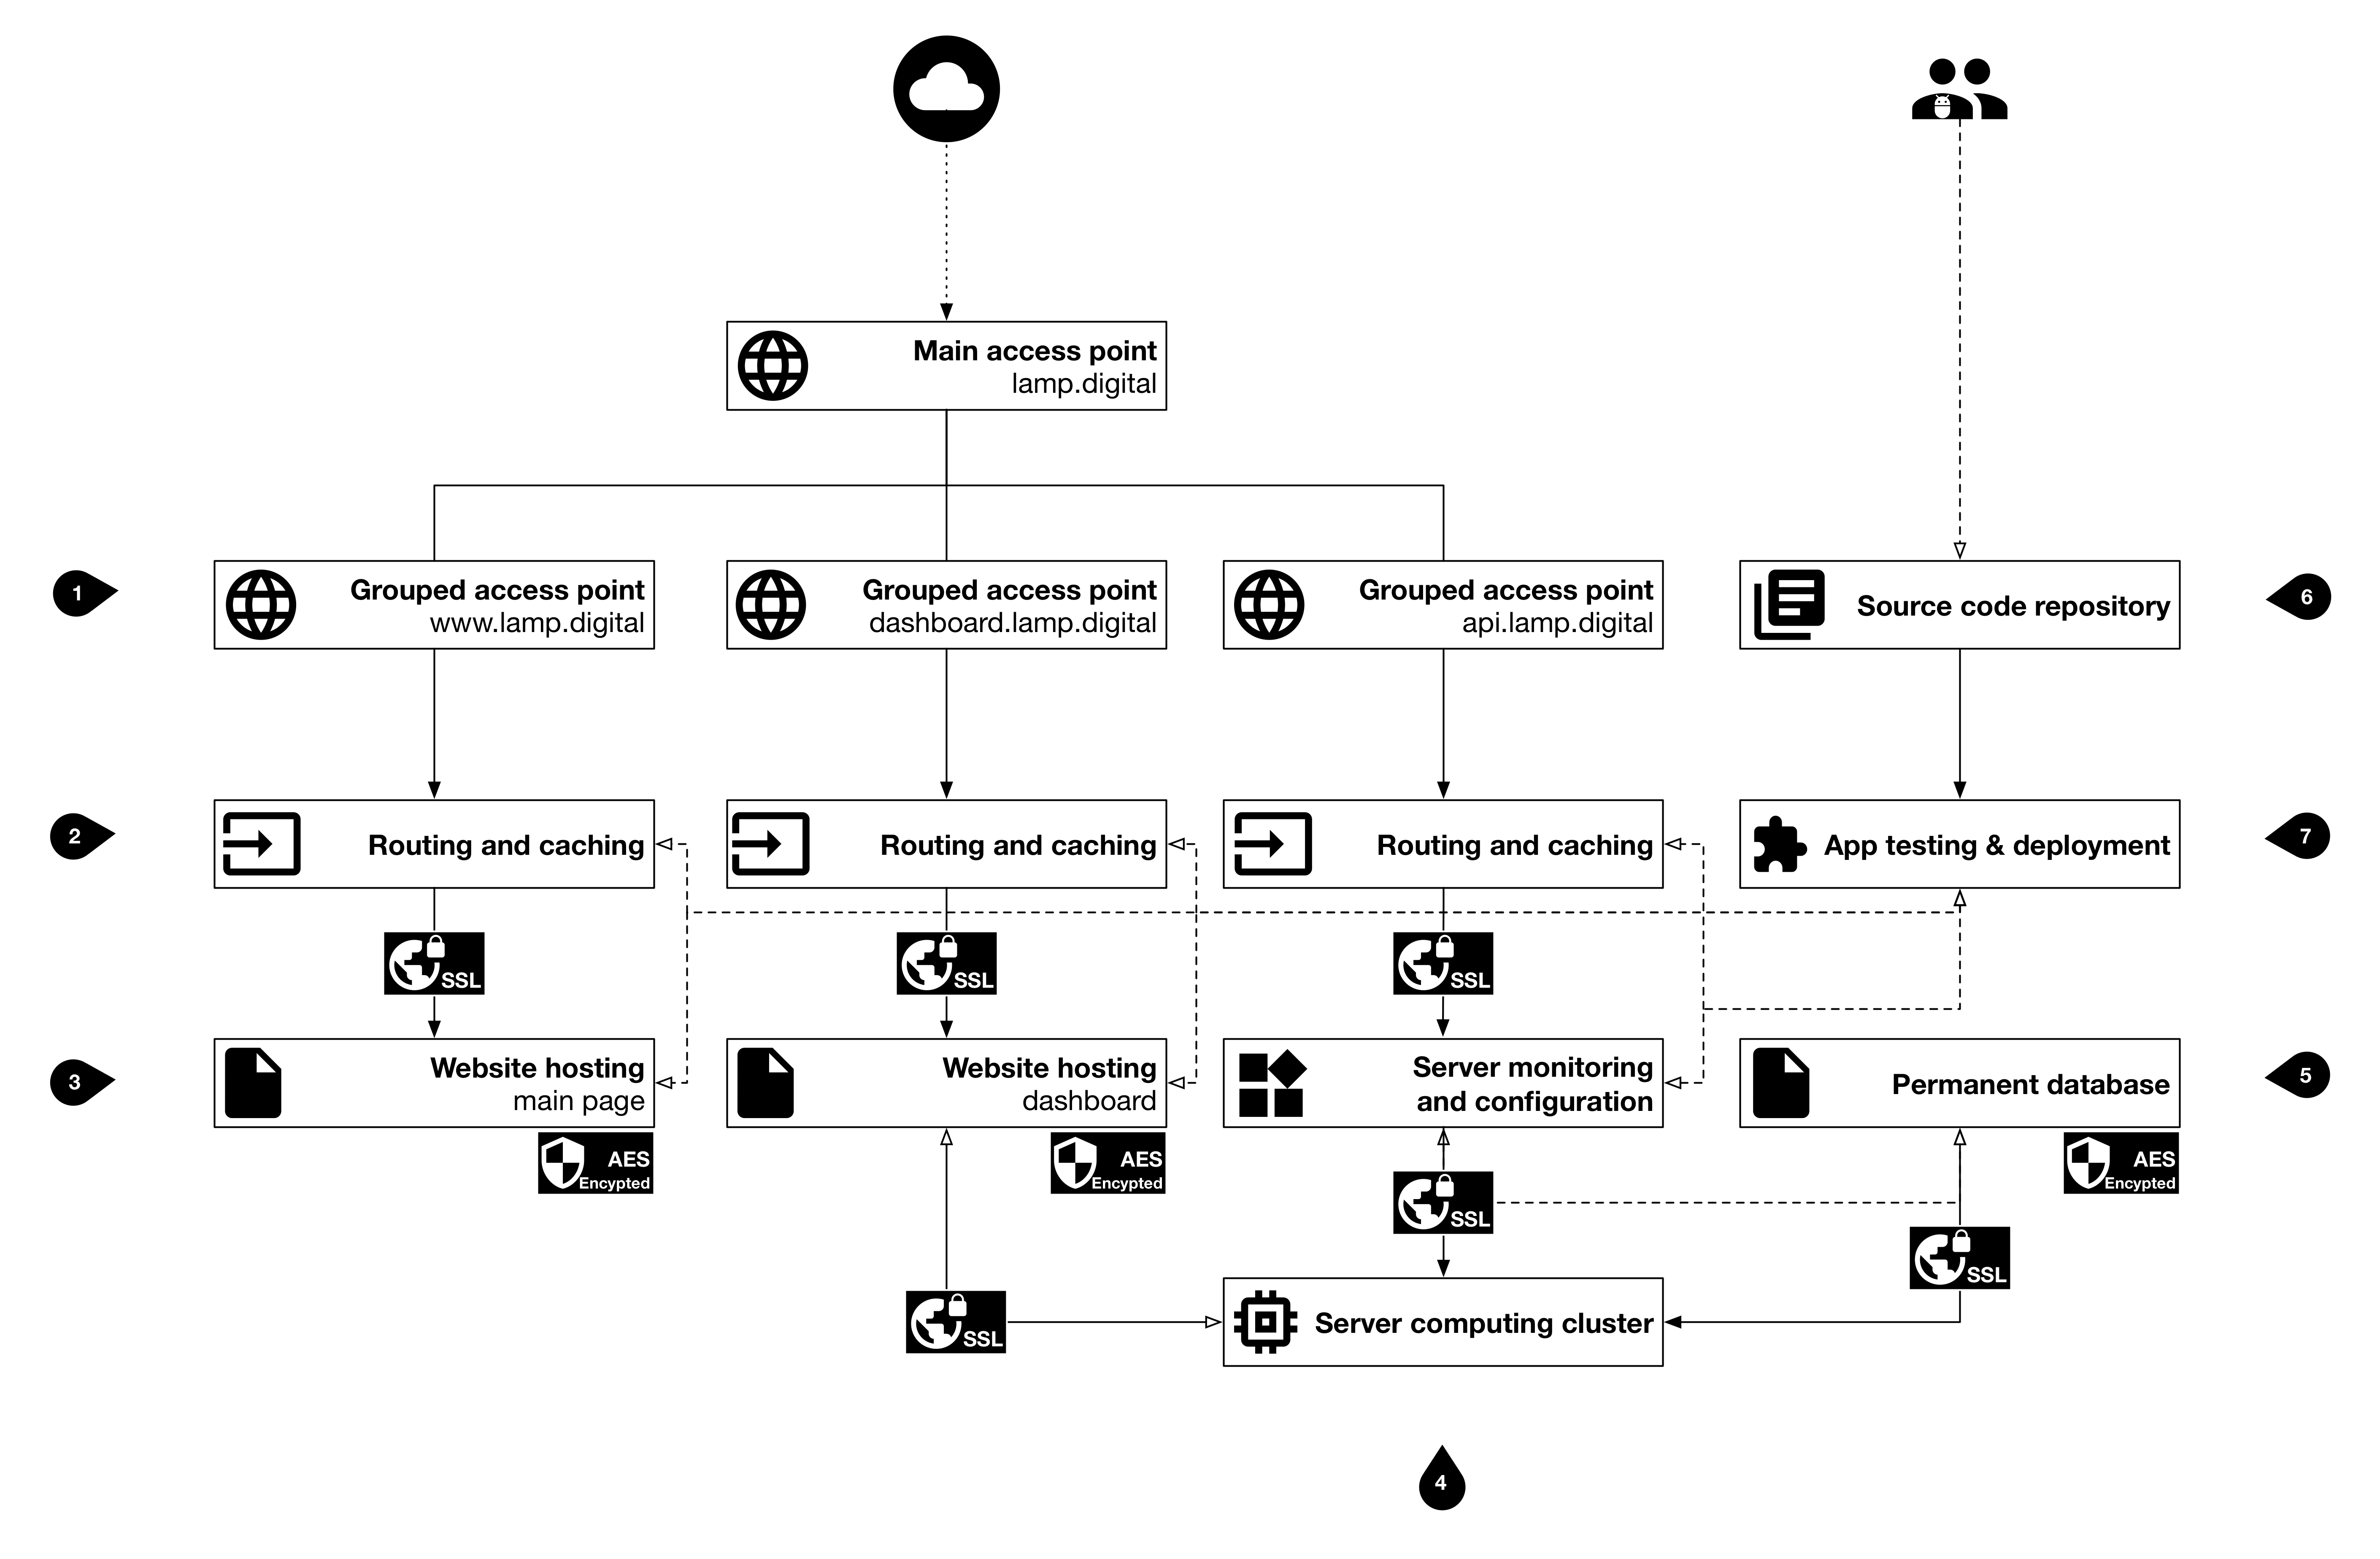 Main access point
lamp.digital
1
Grouped access point
www.lamp.digital
Grouped access point
dashboard.lamp.digital
Grouped access point
api.lamp.digital
Source code repository
6
2
Routing and caching
Routing and caching
Routing and caching
App testing & deployment
7
SSL
SSL
SSL
3
Website hosting
main page
Website hosting
dashboard
Server monitoring
and configuration
Permanent database
5
AES
Encypted
AES
Encypted
AES
Encypted
SSL
SSL
SSL
Server computing cluster
4